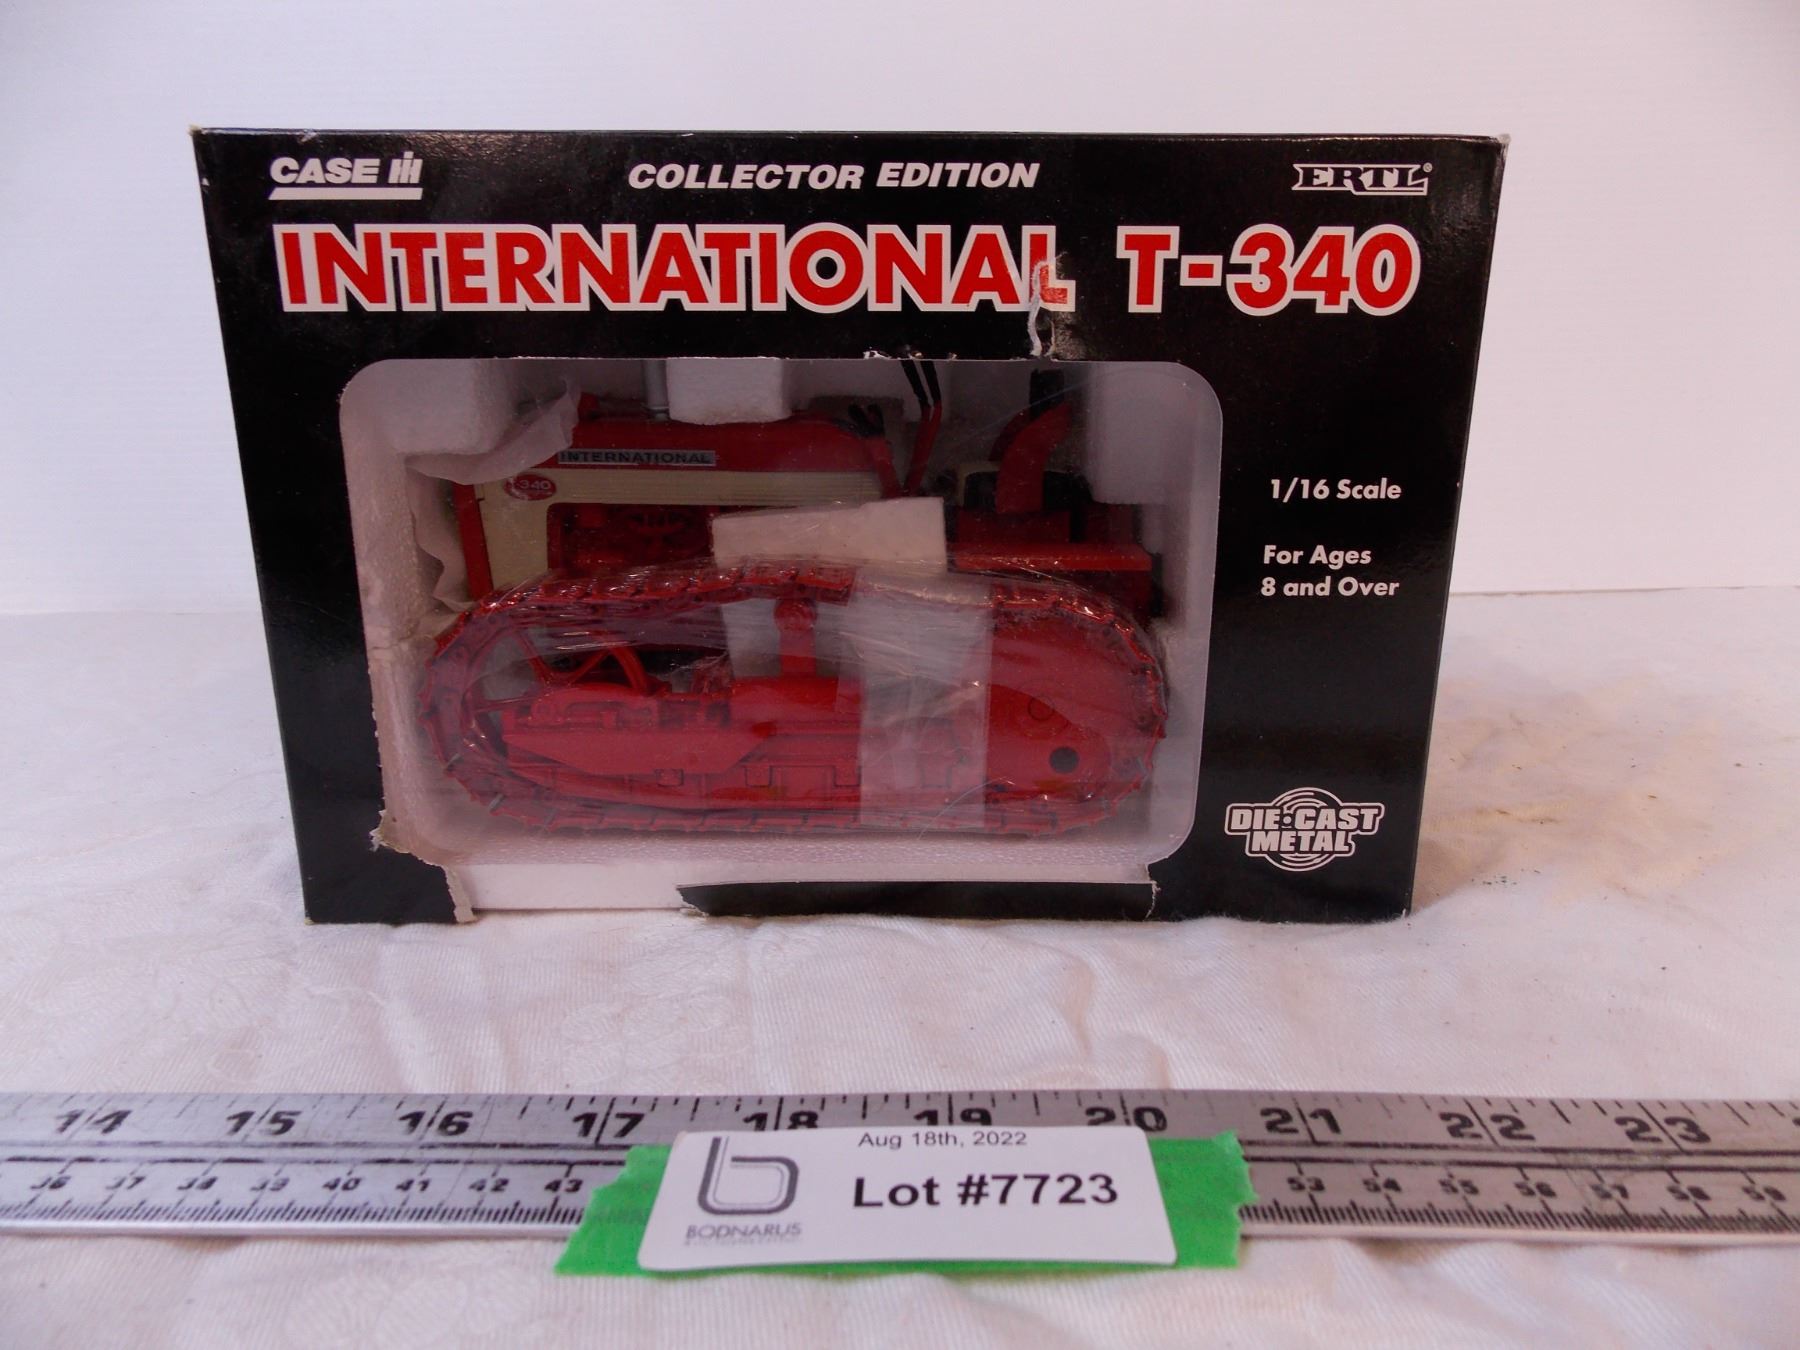 CASE IH
COLLECTOR EDITION
ERTL®
INTERNATIONAL T-340
INTERNATIONAL
340
1/16 Scale
For Ages
8 and Over
DIE-CAST
METAL
14 15 16 17 18 19 20 21 22 23
36 37 38 39 40 41 42 43 53 54 55 56 57 58 59
Aug 18th, 2022
Lot #7723
BODNARUS